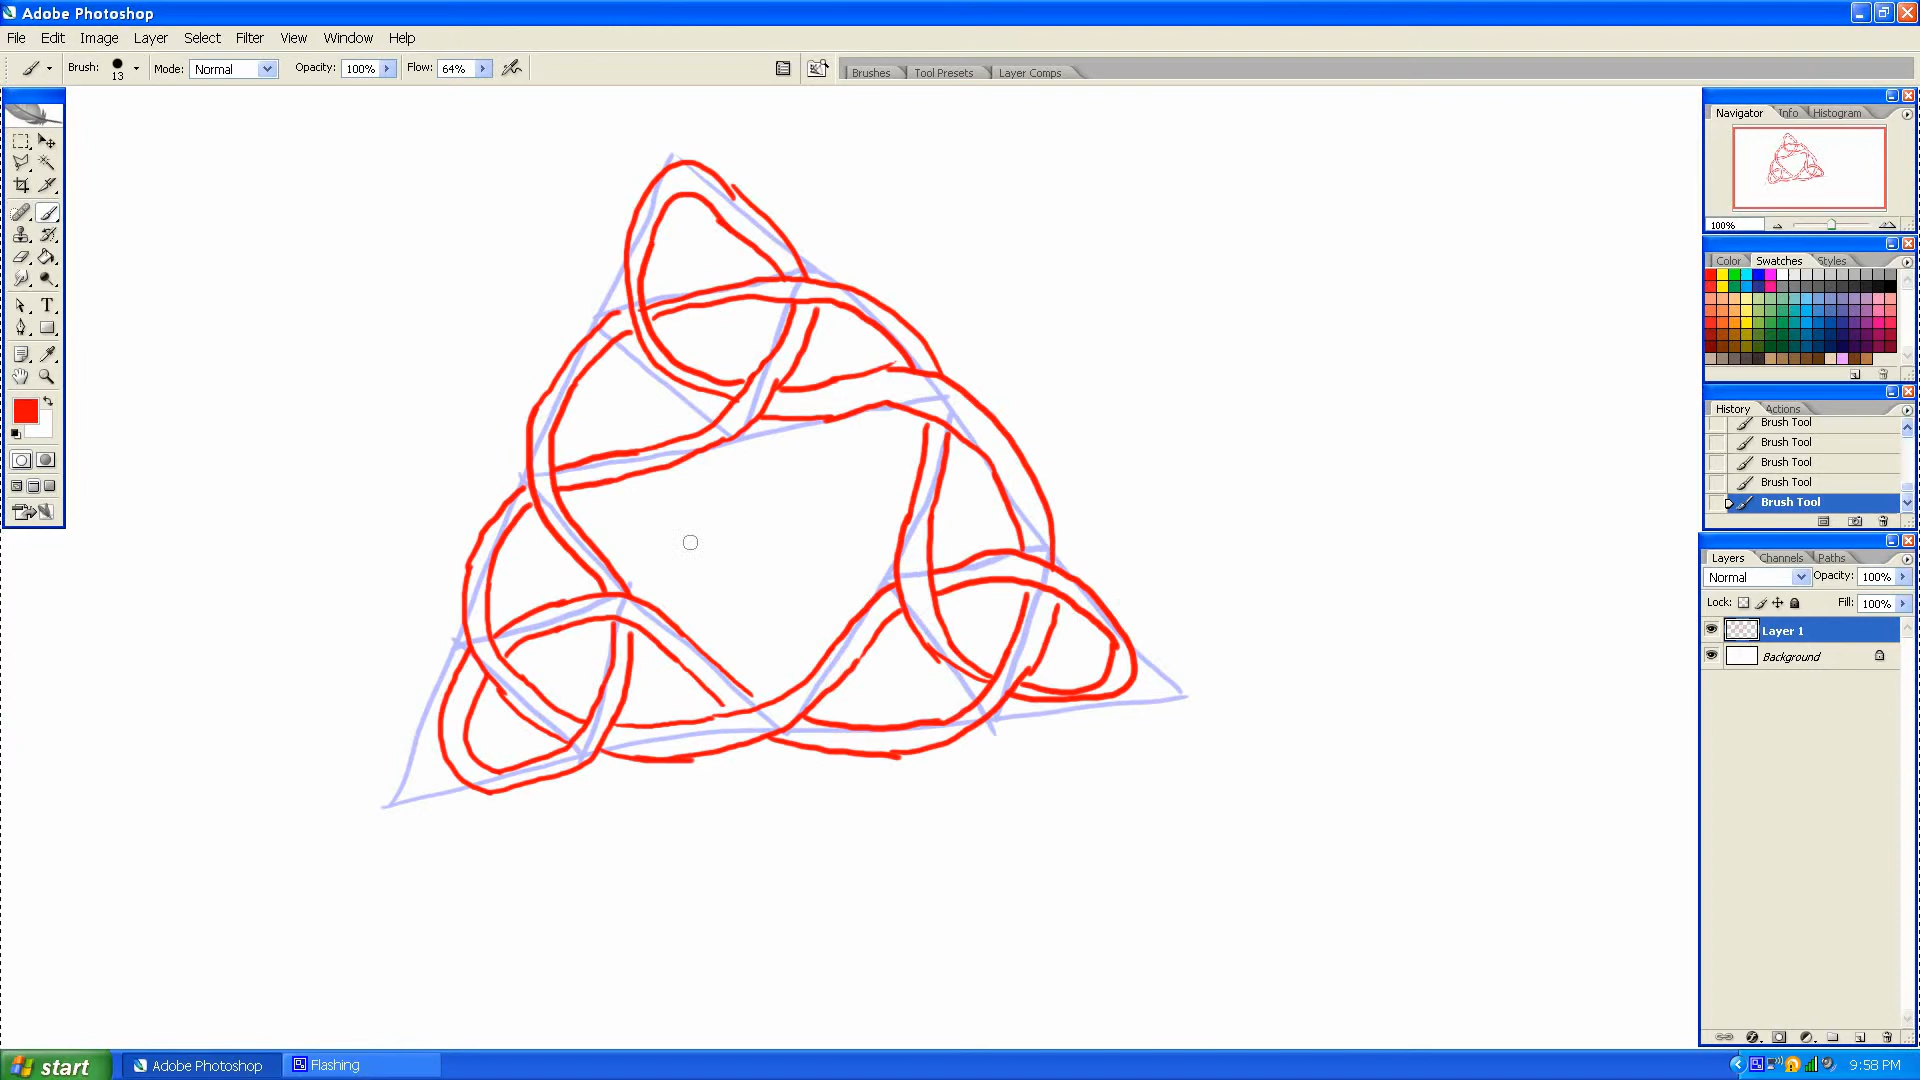 Adobe Photoshop
File Edit Image Layer Select Filter View Window Help
Brush: 13 Mode: Normal Opacity: 100% Flow: 64% Brushes Tool Presets Layer Comps
Navigator Info Histogram
100%
Color Swatches Styles
History Actions
Brush Tool
Brush Tool
Brush Tool
Brush Tool
Brush Tool
Layers Channels Paths
Normal Opacity: 100%
Lock: Fill: 100%
Layer 1
Background
start Adobe Photoshop Flashing 9:58 PM